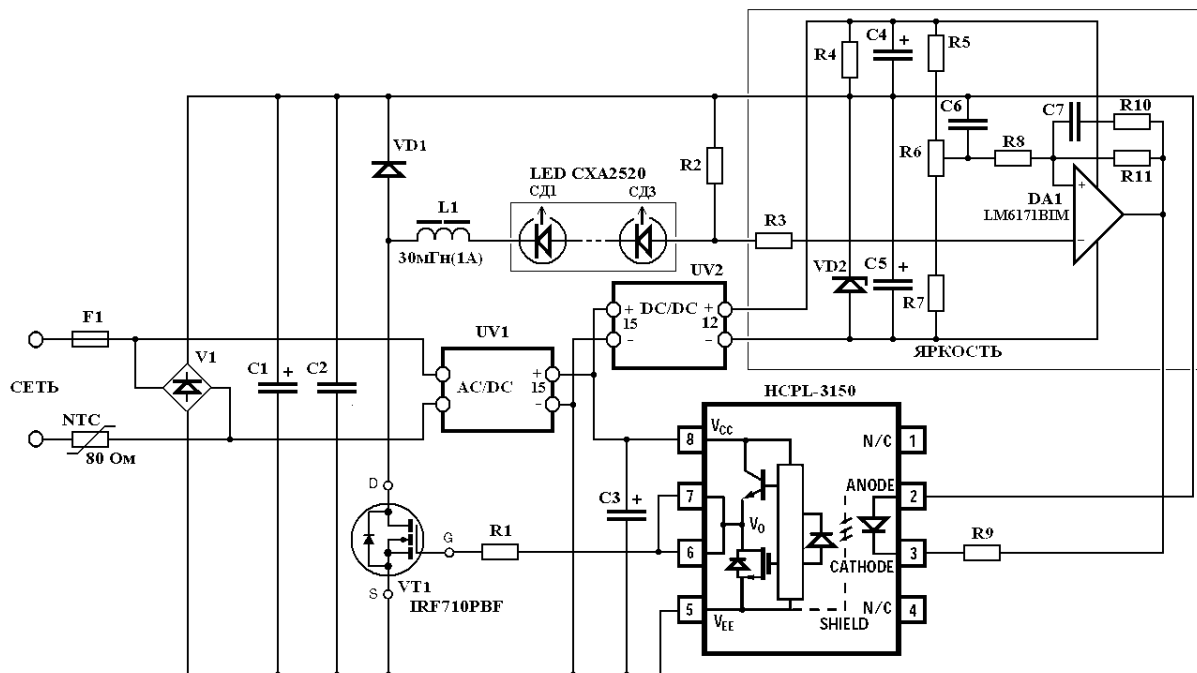 C4 +
R4
R5
C6
C7
R10
VD1
R2
R8
R6
R11
LED CXA2520
СД1
СД3
DA1
LM6171BIM
+
−
L1
R3
30мГн(1А)
UV2
VD2
C5 +
R7
+ DC/DC +
15 12
− −
F1
UV1
ЯРКОСТЬ
V1
C1 +
C2
AC/DC
+
15
−
СЕТЬ
HCPL-3150
NTC
80 Ом
8 VCC
N/C 1
D
C3 +
7
ANODE 2
R1
G
VO
R9
6
CATHODE 3
VT1
S
IRF710PBF
5 VEE
SHIELD
N/C 4